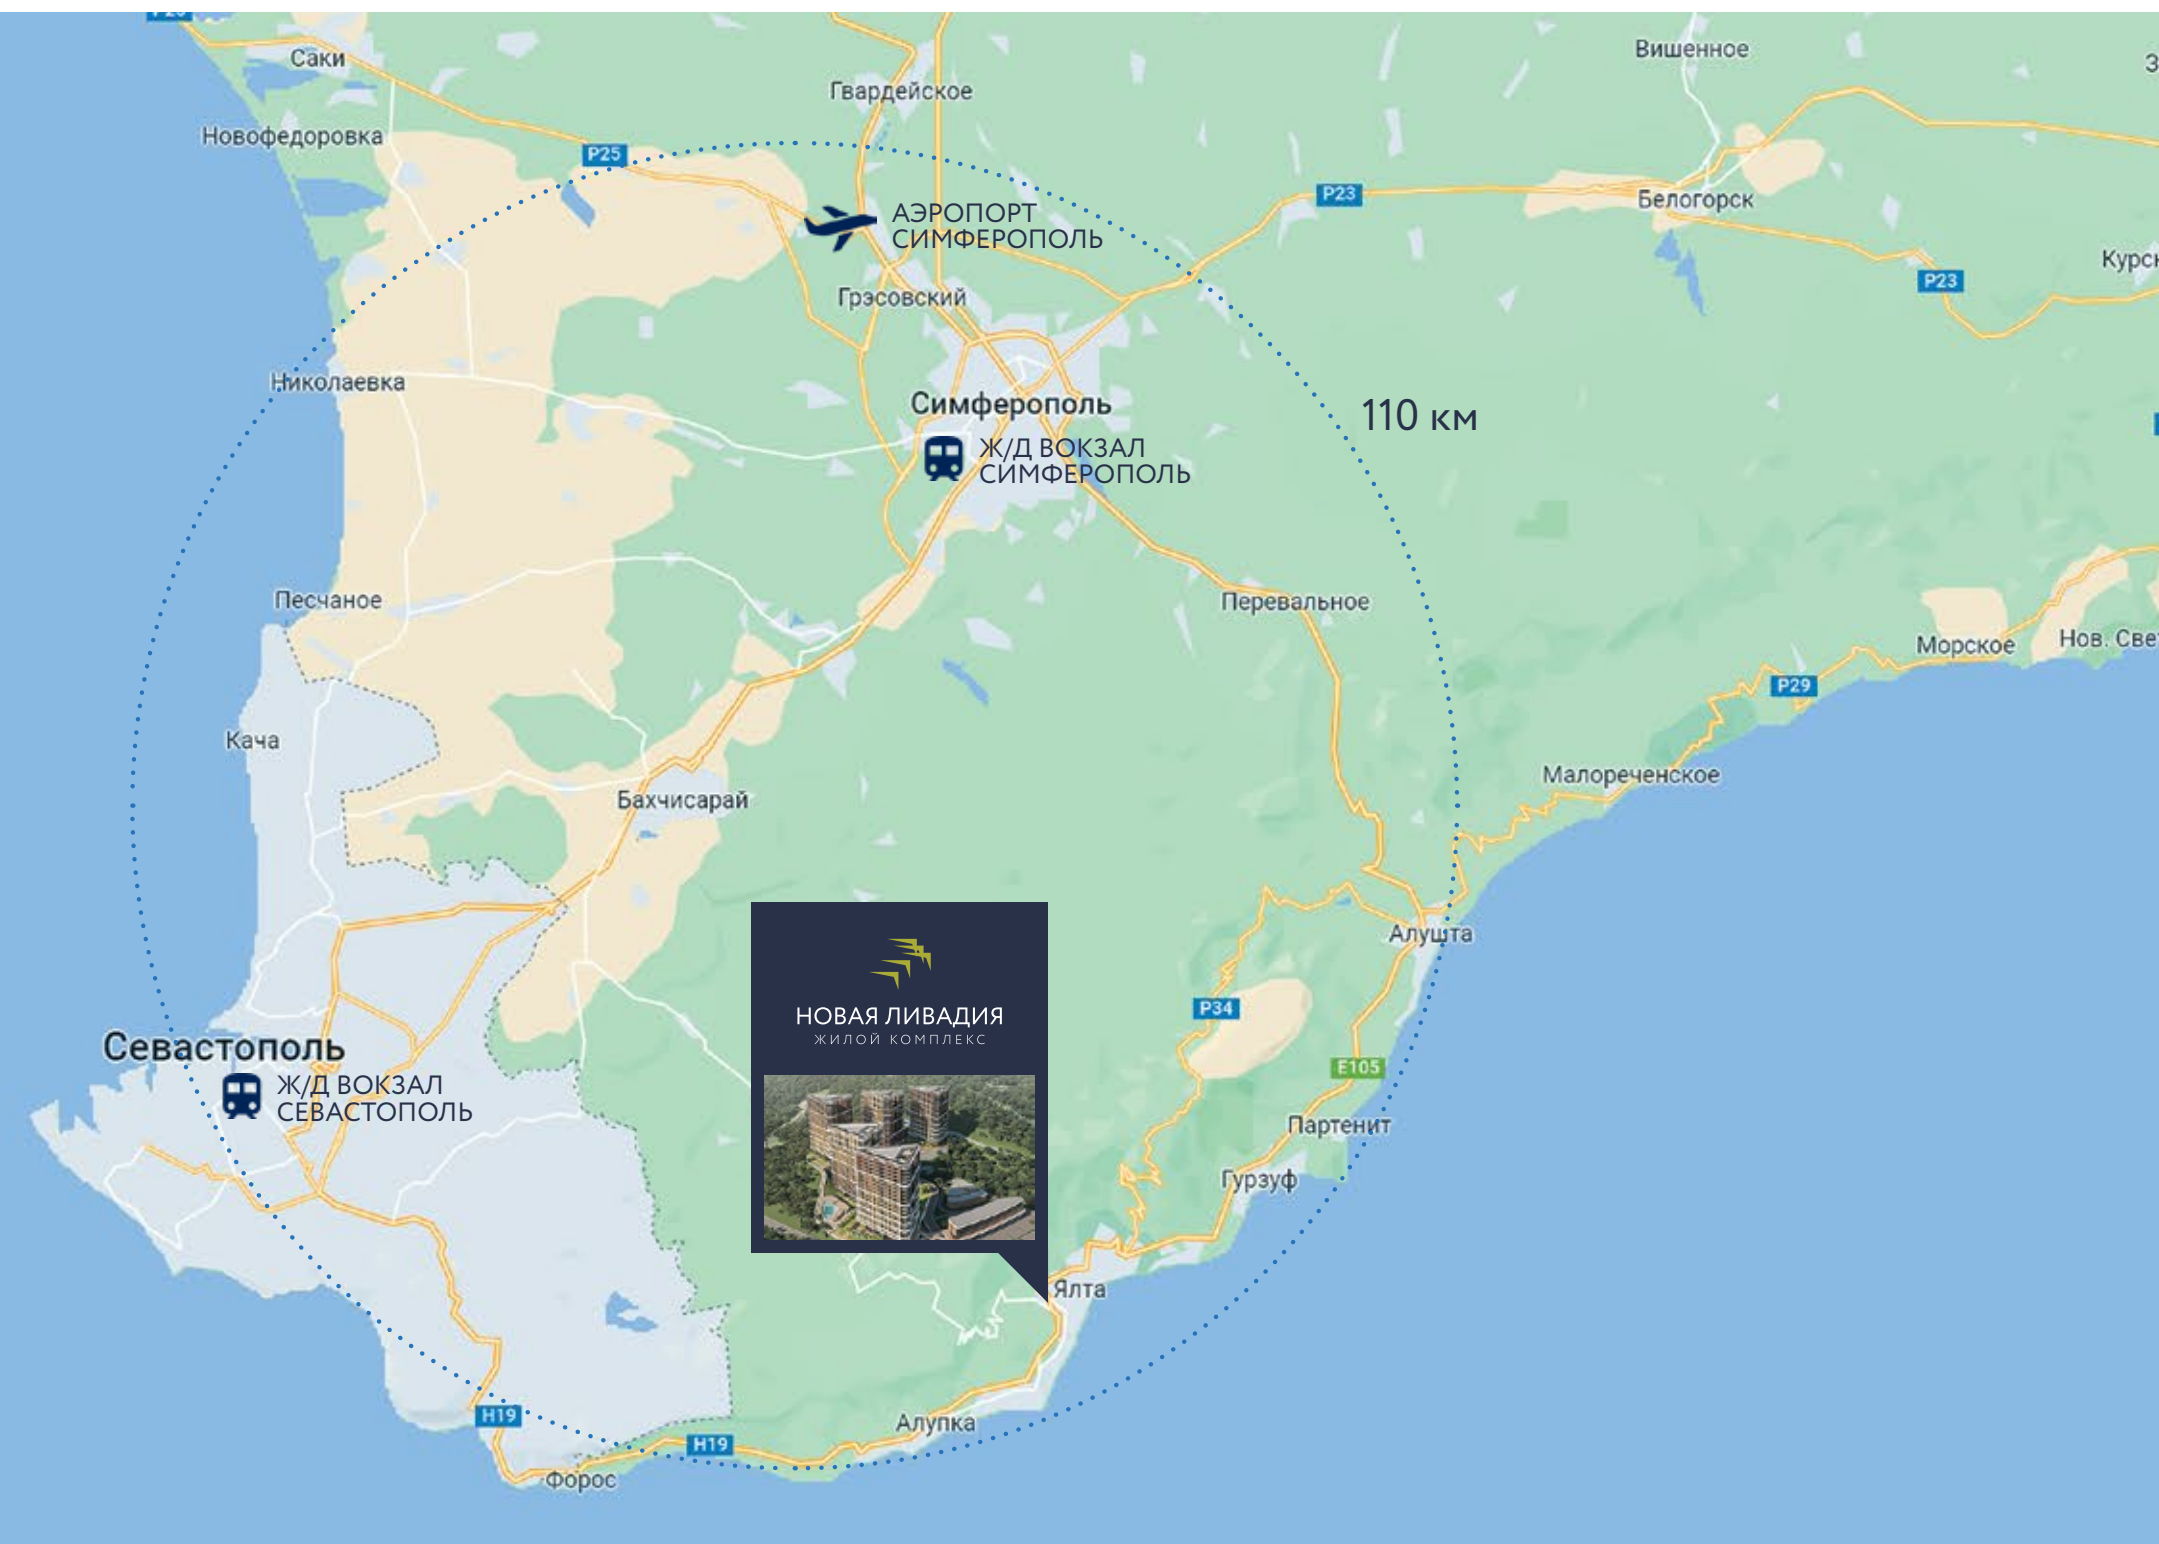 Саки
Вишенное
Гвардейское
Новофедоровка
P25
P23
Белогорск
АЭРОПОРТ
СИМФЕРОПОЛЬ
P23
Грэсовский
Николаевка
Симферополь
110 км
Ж/Д ВОКЗАЛ
СИМФЕРОПОЛЬ
Песчаное
Перевальное
Морское
Нов. Све
P29
Кача
Малореченское
Бахчисарай
Алушта
НОВАЯ ЛИВАДИЯ
ЖИЛОЙ КОМПЛЕКС
P34
Севастополь
Ж/Д ВОКЗАЛ
СЕВАСТОПОЛЬ
E105
Партенит
Гурзуф
Ялта
H19
Алупка
H19
Форос